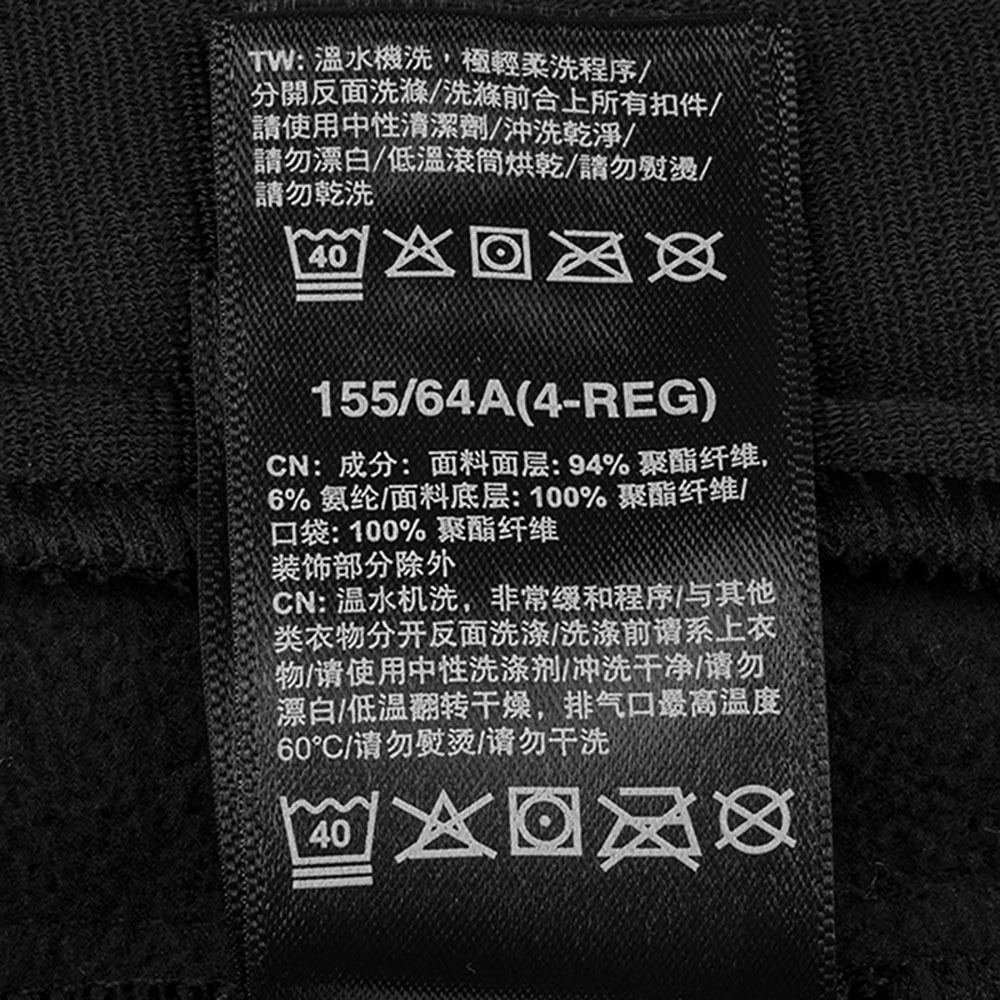 TW: 溫水機洗，極輕柔洗程序/
分開反面洗滌/洗滌前合上所有扣件/
請使用中性清潔劑/沖洗乾淨/
請勿漂白/低溫滾筒烘乾/請勿熨燙/
請勿乾洗
40
155/64A(4-REG)
CN：成分：面料面层: 94% 聚酯纤维,
6% 氨纶/面料底层: 100% 聚酯纤维/
口袋: 100% 聚酯纤维
装饰部分除外
CN: 温水机洗，非常缓和程序/与其他
类衣物分开反面洗涤/洗涤前请系上衣
物/请使用中性洗涤剂/冲洗干净/请勿
漂白/低温翻转干燥，排气口最高温度
60℃/请勿熨烫/请勿干洗
40